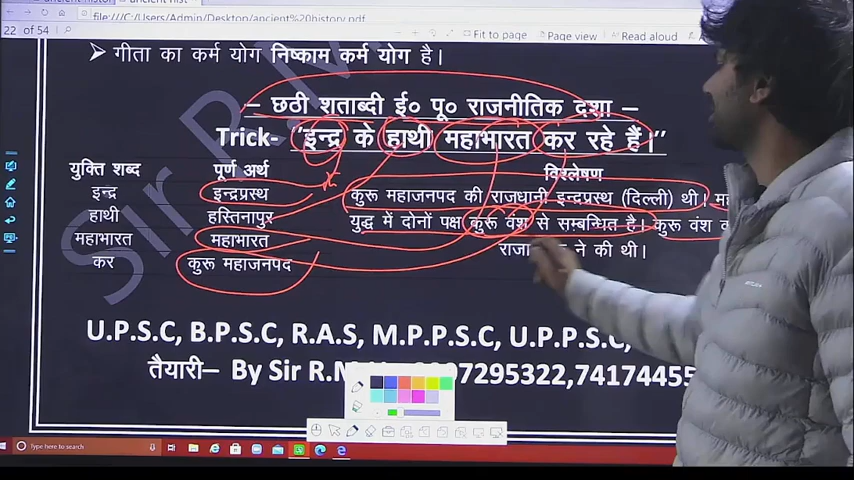 file:///C:/Users/Admin/Desktop/ancient%20history.pdf
22 of 54
Fit to page
Page view
Read aloud
➤ गीता का कर्म योग निष्काम कर्म योग है।
– छठी शताब्दी ई० पू० राजनीतिक दशा –
Trick- "इन्द्र के हाथी महाभारत कर रहे हैं।"
युक्ति शब्द पूर्ण अर्थ विश्लेषण
इन्द्र इन्द्रप्रस्थ कुरू महाजनपद की राजधानी इन्द्रप्रस्थ (दिल्ली) थी।
हाथी हस्तिनापुर युद्ध में दोनों पक्ष कुरू वंश से सम्बन्धित है। कुरू वंश
महाभारत महाभारत ने की थी।
कर कुरू महाजनपद
U.P.S.C, B.P.S.C, R.A.S, M.P.P.S.C, U.P.P.S.C,
तैयारी– By Sir
Sir R.
Type here to search